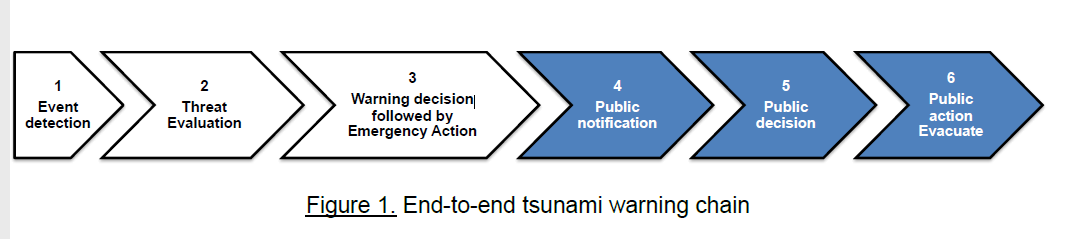 1
Event
detection
2
Threat
Evaluation
3
Warning decision
followed by
Emergency Action
4
Public
notification
5
Public
decision
6
Public
action
Evacuate
Figure 1. End-to-end tsunami warning chain